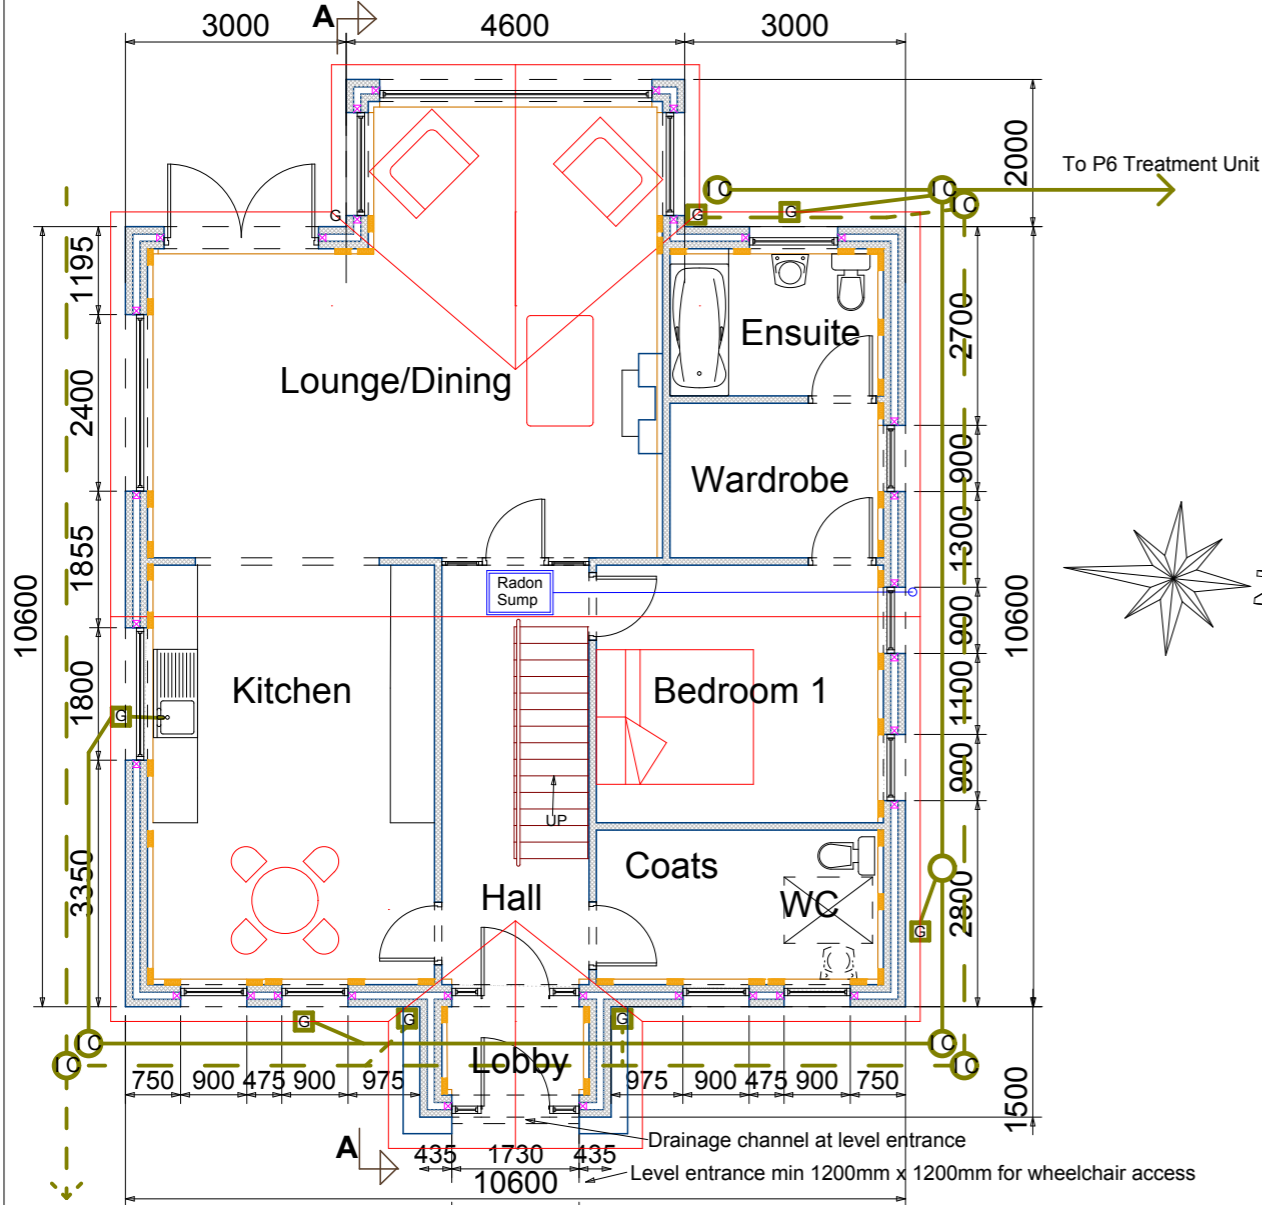 A
3000
4600
3000
2000
To P6 Treatment Unit
I C
I C
I C
G
G
G
1195
2700
Ensuite
Lounge/Dining
2400
900
Wardrobe
1300
1855
Radon
Sump
10600
10600
900
N
Kitchen
Bedroom 1
1800
1100
G
900
UP
Coats
3350
Hall
WC
2800
G
G
G
G
I C
I C
I C
I C
Lobby
750
900
475
900
975
975
900
475
900
750
1500
A
Drainage channel at level entrance
435
1730
435
Level entrance min 1200mm x 1200mm for wheelchair access
10600